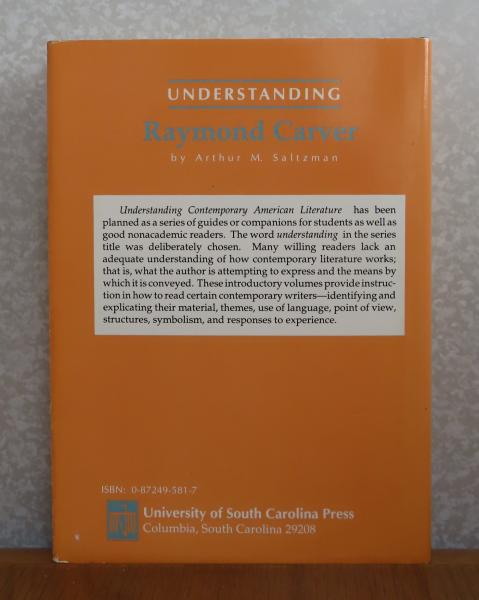 UNDERSTANDING
Raymond Carver
by Arthur M. Saltzman
Understanding Contemporary American Literature has been
planned as a series of guides or companions for students as well as
good nonacademic readers. The word understanding in the series
title was deliberately chosen. Many willing readers lack an
adequate understanding of how contemporary literature works;
that is, what the author is attempting to express and the means by
which it is conveyed. These introductory volumes provide instruc-
tion in how to read certain contemporary writers—identifying and
explicating their material, themes, use of language, point of view,
structures, symbolism, and responses to experience.
ISBN: 0-87249-581-7
University of South Carolina Press
Columbia, South Carolina 29208